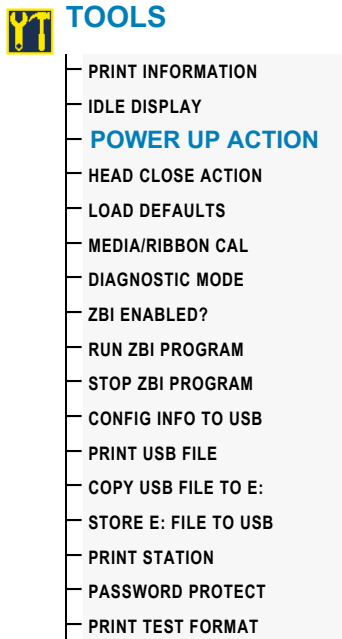 TOOLS
PRINT INFORMATION
IDLE DISPLAY
POWER UP ACTION
HEAD CLOSE ACTION
LOAD DEFAULTS
MEDIA/RIBBON CAL
DIAGNOSTIC MODE
ZBI ENABLED?
RUN ZBI PROGRAM
STOP ZBI PROGRAM
CONFIG INFO TO USB
PRINT USB FILE
COPY USB FILE TO E:
STORE E: FILE TO USB
PRINT STATION
PASSWORD PROTECT
PRINT TEST FORMAT